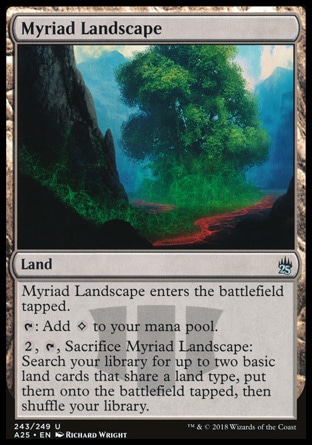 Myriad Landscape
25
Land
Myriad Landscape enters the battlefield
tapped.
: Add to your mana pool.
2, , Sacrifice Myriad Landscape:
Search your library for up to two basic
land cards that share a land type, put
them onto the battlefield tapped, then
shuffle your library.
243/249 U
A25 • EN Richard Wright
™ & © 2018 Wizards of the Coast